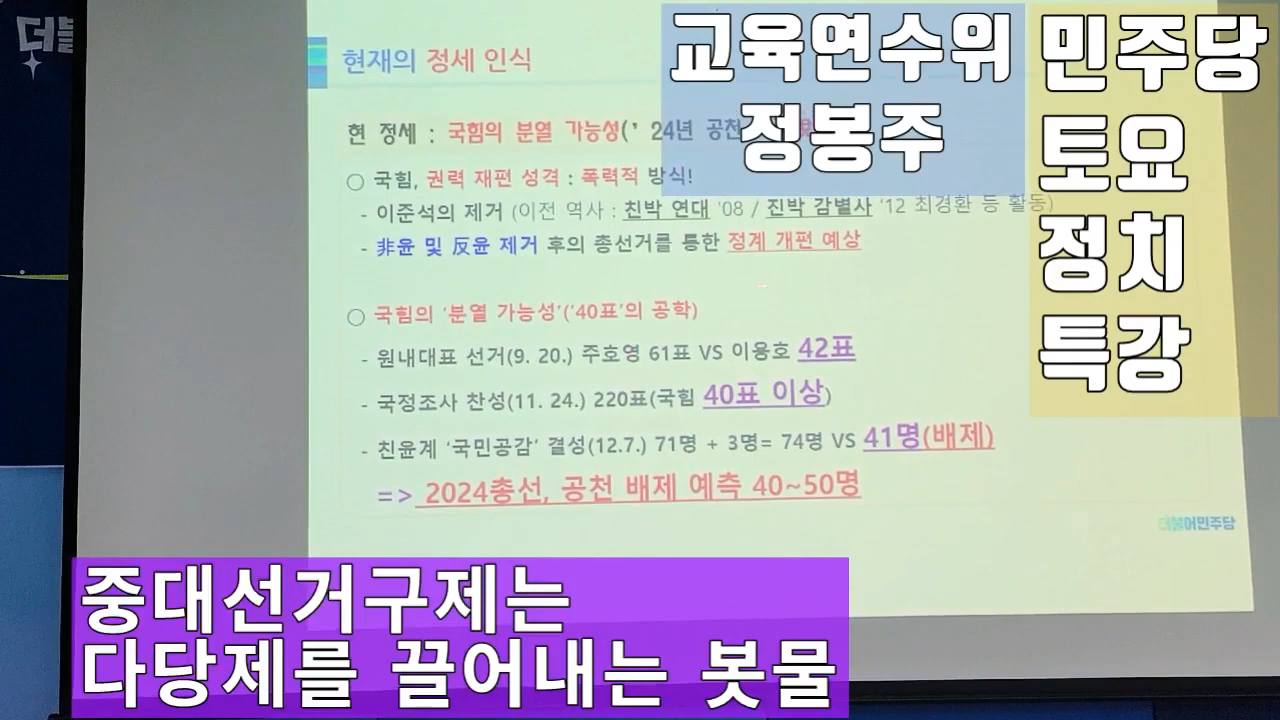 더불
현재의 정세 인식
교육연수위
정봉주
민주당
토요
정치
특강
현 정세 : 국힘의 분열 가능성(' 24년 공천
○ 국힘, 권력 재편 성격 : 폭력적 방식!
- 이준석의 제거 (이전 역사 : 친박 연대 '08 / 진박 감별사 '12 최경환 등 활동)
- 非윤 및 反윤 제거 후의 총선거를 통한 정계 개편 예상
○ 국힘의 '분열 가능성'('40표'의 공학)
- 원내대표 선거(9. 20.) 주호영 61표 VS 이용호 42표
- 국정조사 찬성(11. 24.) 220표(국힘 40표 이상)
- 친윤계 '국민공감' 결성(12.7.) 71명 + 3명= 74명 VS 41명(배제)
=> 2024총선, 공천 배제 예측 40~50명
더불어민주당
중대선거구제는
다당제를 끌어내는 봇물